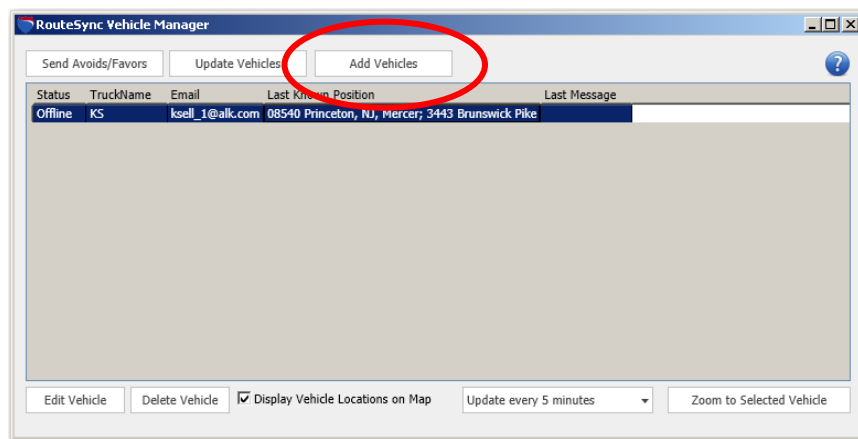 RouteSync Vehicle Manager
Send Avoids/Favors Update Vehicles Add Vehicles ?
Status TruckName Email Last Known Position Last Message
Offline KS ksell_1@alk.com 08540 Princeton, NJ, Mercer; 3443 Brunswick Pike
Edit Vehicle Delete Vehicle Display Vehicle Locations on Map Update every 5 minutes Zoom to Selected Vehicle